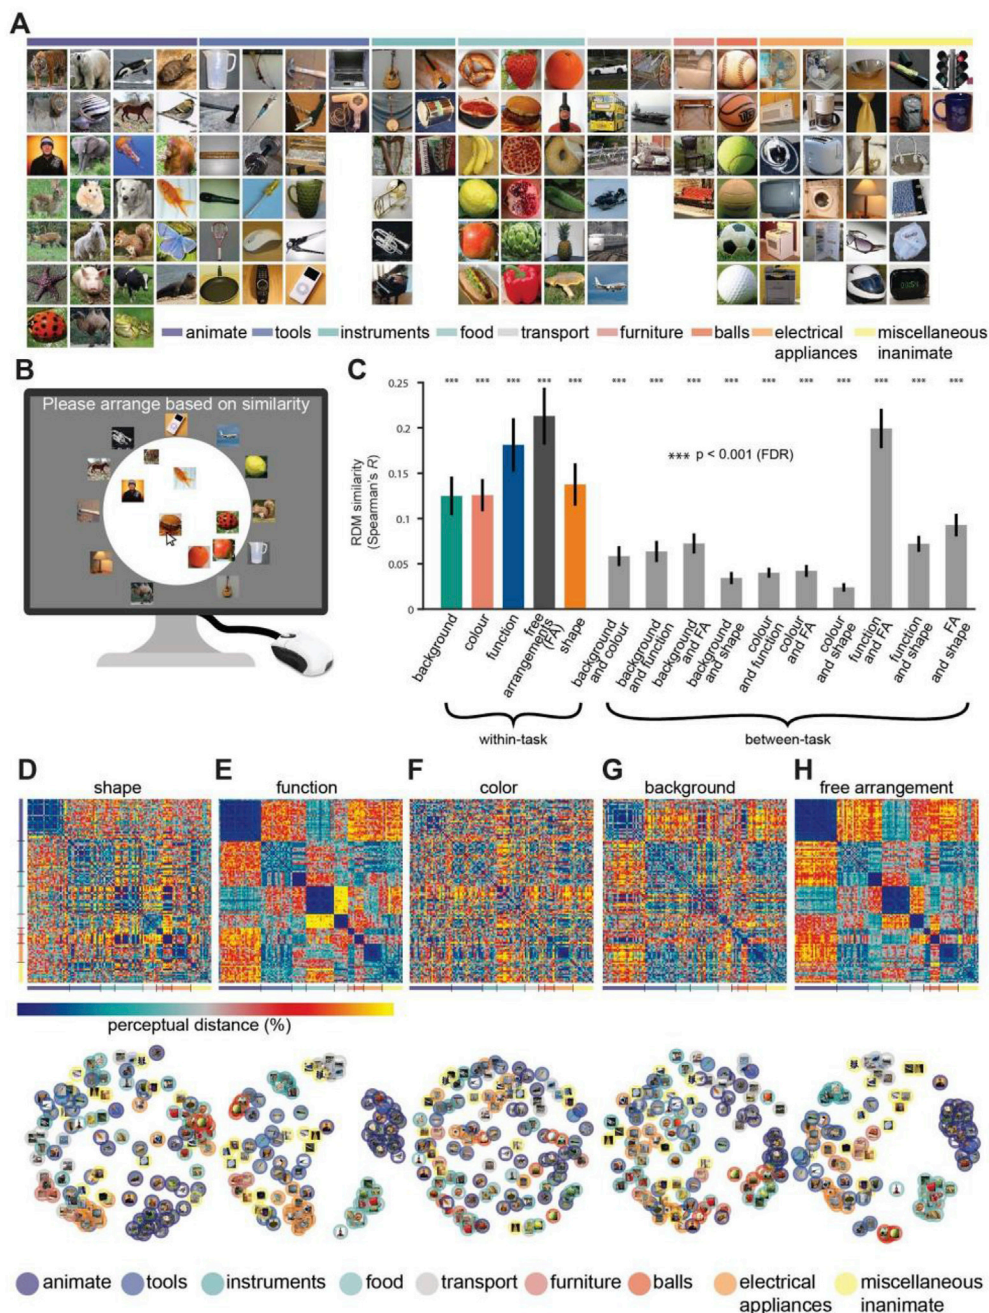 A
animate
tools
instruments
food
transport
furniture
balls
electrical
appliances
miscellaneous
inanimate
B
Please arrange based on similarity
C
RDM similarity
(Spearman's R)
0.25
0.2
0.15
0.1
0.05
0
*** *** *** *** *** *** *** *** *** *** *** *** *** *** ***
*** p < 0.001 (FDR)
background
colour
function
free
arrangements
(FA)
shape
background
and colour
background
and function
background
and FA
background
and shape
colour
and function
colour
and FA
colour
and shape
function
and FA
function
and shape
FA
and shape
within-task
between-task
D
shape
E
function
F
color
G
background
H
free arrangement
perceptual distance (%)
animate
tools
instruments
food
transport
furniture
balls
electrical
appliances
miscellaneous
inanimate